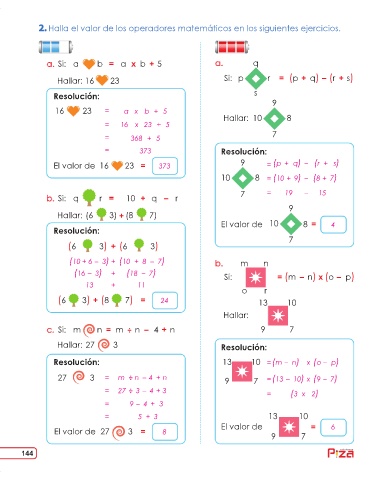 2. Halla el valor de los operadores matemáticos en los siguientes ejercicios.
a. Si: a b = a x b + 5
Hallar: 16 23
Resolución:
16 23 = a x b + 5
= 16 x 23 + 5
= 368 + 5
= 373
El valor de 16 23 = 373
b. Si: q r = 10 + q − r
Hallar: (6 3) + (8 7)
Resolución:
(6 3) + (6 3)
(10 + 6 − 3) + (10 + 8 − 7)
(16 − 3) + (18 − 7)
13 + 11
(6 3) + (8 7) = 24
c. Si: m n = m ÷ n − 4 + n
Hallar: 27 3
Resolución:
27 3 = m ÷ n − 4 + n
= 27 ÷ 3 − 4 + 3
= 9 − 4 + 3
= 5 + 3
El valor de 27 3 = 8
a. q
Si: p r = (p + q) − (r + s)
s
9
Hallar: 10 8
7
Resolución:
9 = (p + q) − (r + s)
10 8 = (10 + 9) − (8 + 7)
7 = 19 − 15
9
El valor de 10 8 = 4
7
b. m n
Si: = (m − n) x (o − p)
o r
13 10
Hallar:
9 7
Resolución:
13 10 = (m − n) x (o − p)
9 7 = (13 − 10) x (9 − 7)
= (3 x 2)
13 10
El valor de = 6
9 7
144
Piza